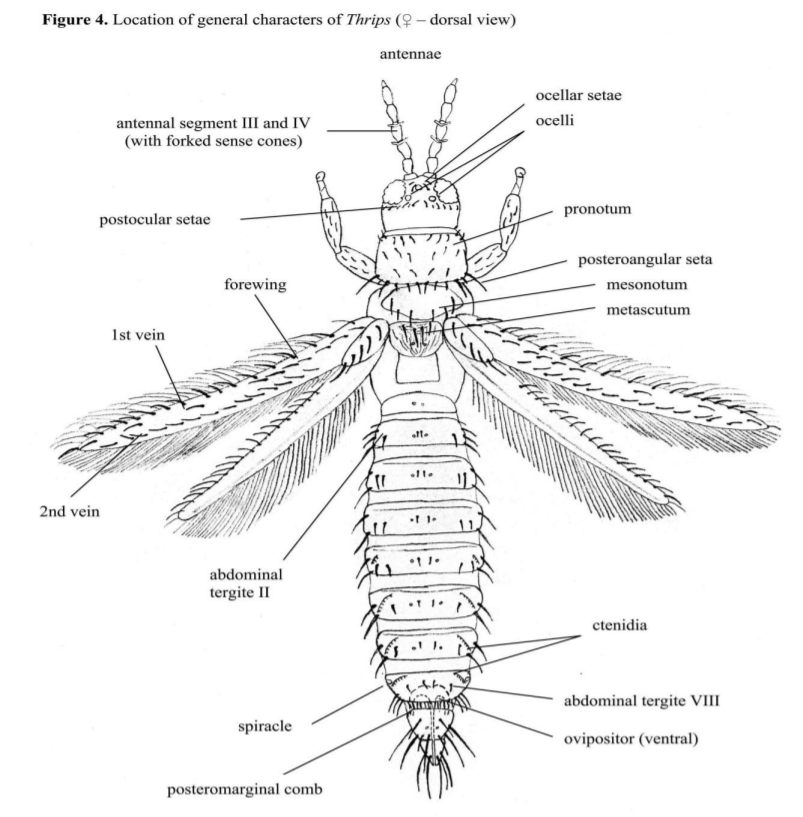 Figure 4. Location of general characters of Thrips (♀ – dorsal view)
antennae
ocellar setae
ocelli
antennal segment III and IV
(with forked sense cones)
postocular setae
pronotum
posteroangular seta
mesonotum
metascutum
forewing
1st vein
2nd vein
abdominal
tergite II
ctenidia
abdominal tergite VIII
spiracle
ovipositor (ventral)
posteromarginal comb